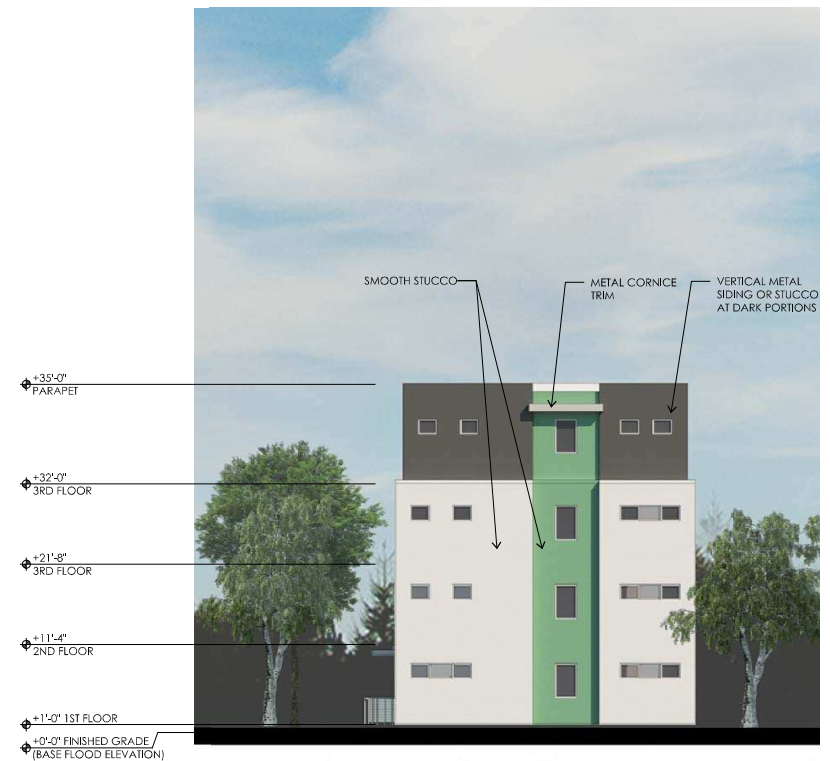 SMOOTH STUCCO
METAL CORNICE
TRIM
VERTICAL METAL
SIDING OR STUCCO
AT DARK PORTIONS
+35'-0"
PARAPET
+32'-0"
3RD FLOOR
+21'-8"
3RD FLOOR
+11'-4"
2ND FLOOR
+1'-0" 1ST FLOOR
+0'-0" FINISHED GRADE
(BASE FLOOD ELEVATION)